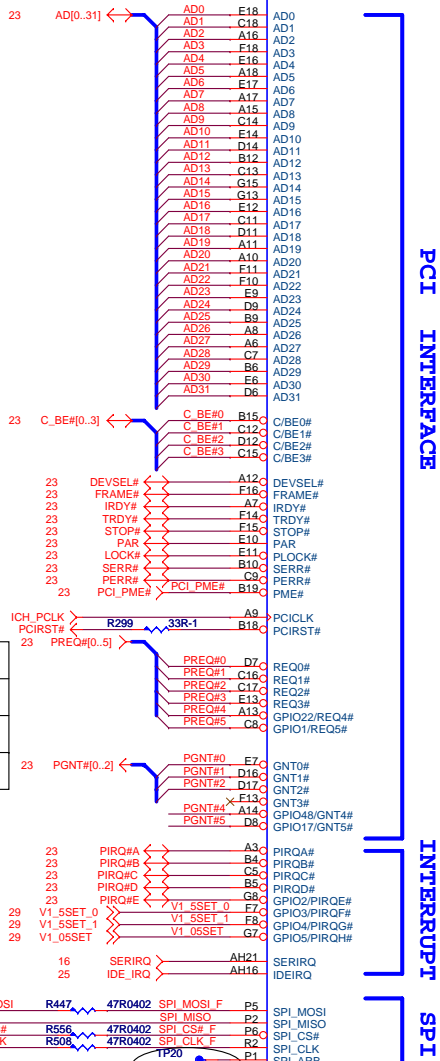 23 AD[0..31] AD0 E18 AD0
AD1 C18 AD1
AD2 A16 AD2
AD3 F18 AD3
AD4 E16 AD4
AD5 A18 AD5
AD6 E17 AD6
AD7 A17 AD7
AD8 A15 AD8
AD9 C14 AD9
AD10 E14 AD10
AD11 D14 AD11
AD12 B12 AD12
AD13 C13 AD13
AD14 G15 AD14
AD15 G13 AD15
AD16 E12 AD16
AD17 C11 AD17
AD18 D11 AD18
AD19 A11 AD19
AD20 A10 AD20
AD21 F11 AD21
AD22 F10 AD22
AD23 E9 AD23
AD24 D9 AD24
AD25 B9 AD25
AD26 A8 AD26
AD27 A6 AD27
AD28 C7 AD28
AD29 B6 AD29
AD30 E6 AD30
AD31 D6 AD31
PCI INTERFACE
23 C_BE#[0..3] C_BE#0 B15 C/BE0#
C_BE#1 C12 C/BE1#
C_BE#2 D12 C/BE2#
C_BE#3 C15 C/BE3#
23 DEVSEL# A12 DEVSEL#
23 FRAME# F16 FRAME#
23 IRDY# A7 IRDY#
23 TRDY# F14 TRDY#
23 STOP# F15 STOP#
23 PAR E10 PAR
23 LOCK# E11 PLOCK#
23 SERR# B10 SERR#
23 PERR# C9 PERR#
23 PCI_PME# PCI_PME# B19 PME#
ICH_PCLK A9 PCICLK
PCIRST# R299 33R-1 B18 PCIRST#
23 PREQ#[0..5]
PREQ#0 D7 REQ0#
PREQ#1 C16 REQ1#
PREQ#2 C17 REQ2#
PREQ#3 E13 REQ3#
PREQ#4 A13 GPIO22/REQ4#
PREQ#5 C8 GPIO1/REQ5#
23 PGNT#[0..2] PGNT#0 E7 GNT0#
PGNT#1 D16 GNT1#
PGNT#2 D17 GNT2#
F13 GNT3#
PGNT#4 A14 GPIO48/GNT4#
PGNT#5 D8 GPIO17/GNT5#
23 PIRQ#A A3 PIRQA#
23 PIRQ#B B4 PIRQB#
23 PIRQ#C C5 PIRQC#
23 PIRQ#D B5 PIRQD#
23 PIRQ#E G8 GPIO2/PIRQE#
29 V1_5SET_0 V1_5SET_0 F7 GPIO3/PIRQF#
29 V1_5SET_1 V1_5SET_1 F8 GPIO4/PIRQG#
29 V1_05SET V1_05SET G7 GPIO5/PIRQH#
INTERRUPT
16 SERIRQ AH21 SERIRQ
25 IDE_IRQ AH16 IDEIRQ
OSI R447 47R0402 SPI_MOSI_F P5 SPI_MOSI
SPI_MISO P2 SPI_MISO
# R556 47R0402 SPI_CS#_F P6 SPI_CS#
K R508 47R0402 SPI_CLK_F R2 SPI_CLK
TP20 P1 SPI_ARB
SPI